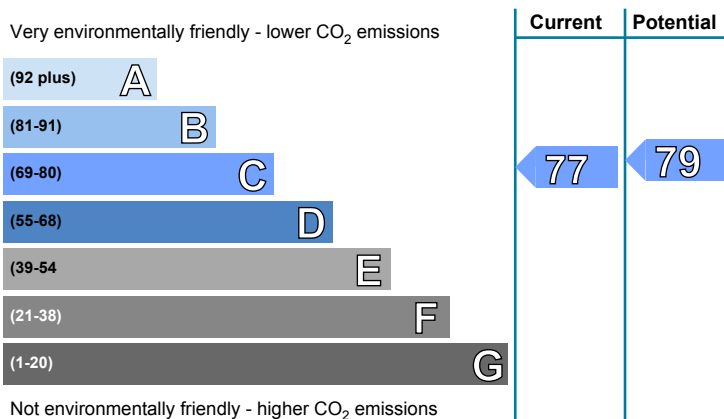 Current Potential
Very environmentally friendly - lower CO2 emissions
(92 plus) A
(81-91) B
(69-80) C 77 79
(55-68) D
(39-54 E
(21-38) F
(1-20) G
Not environmentally friendly - higher CO2 emissions